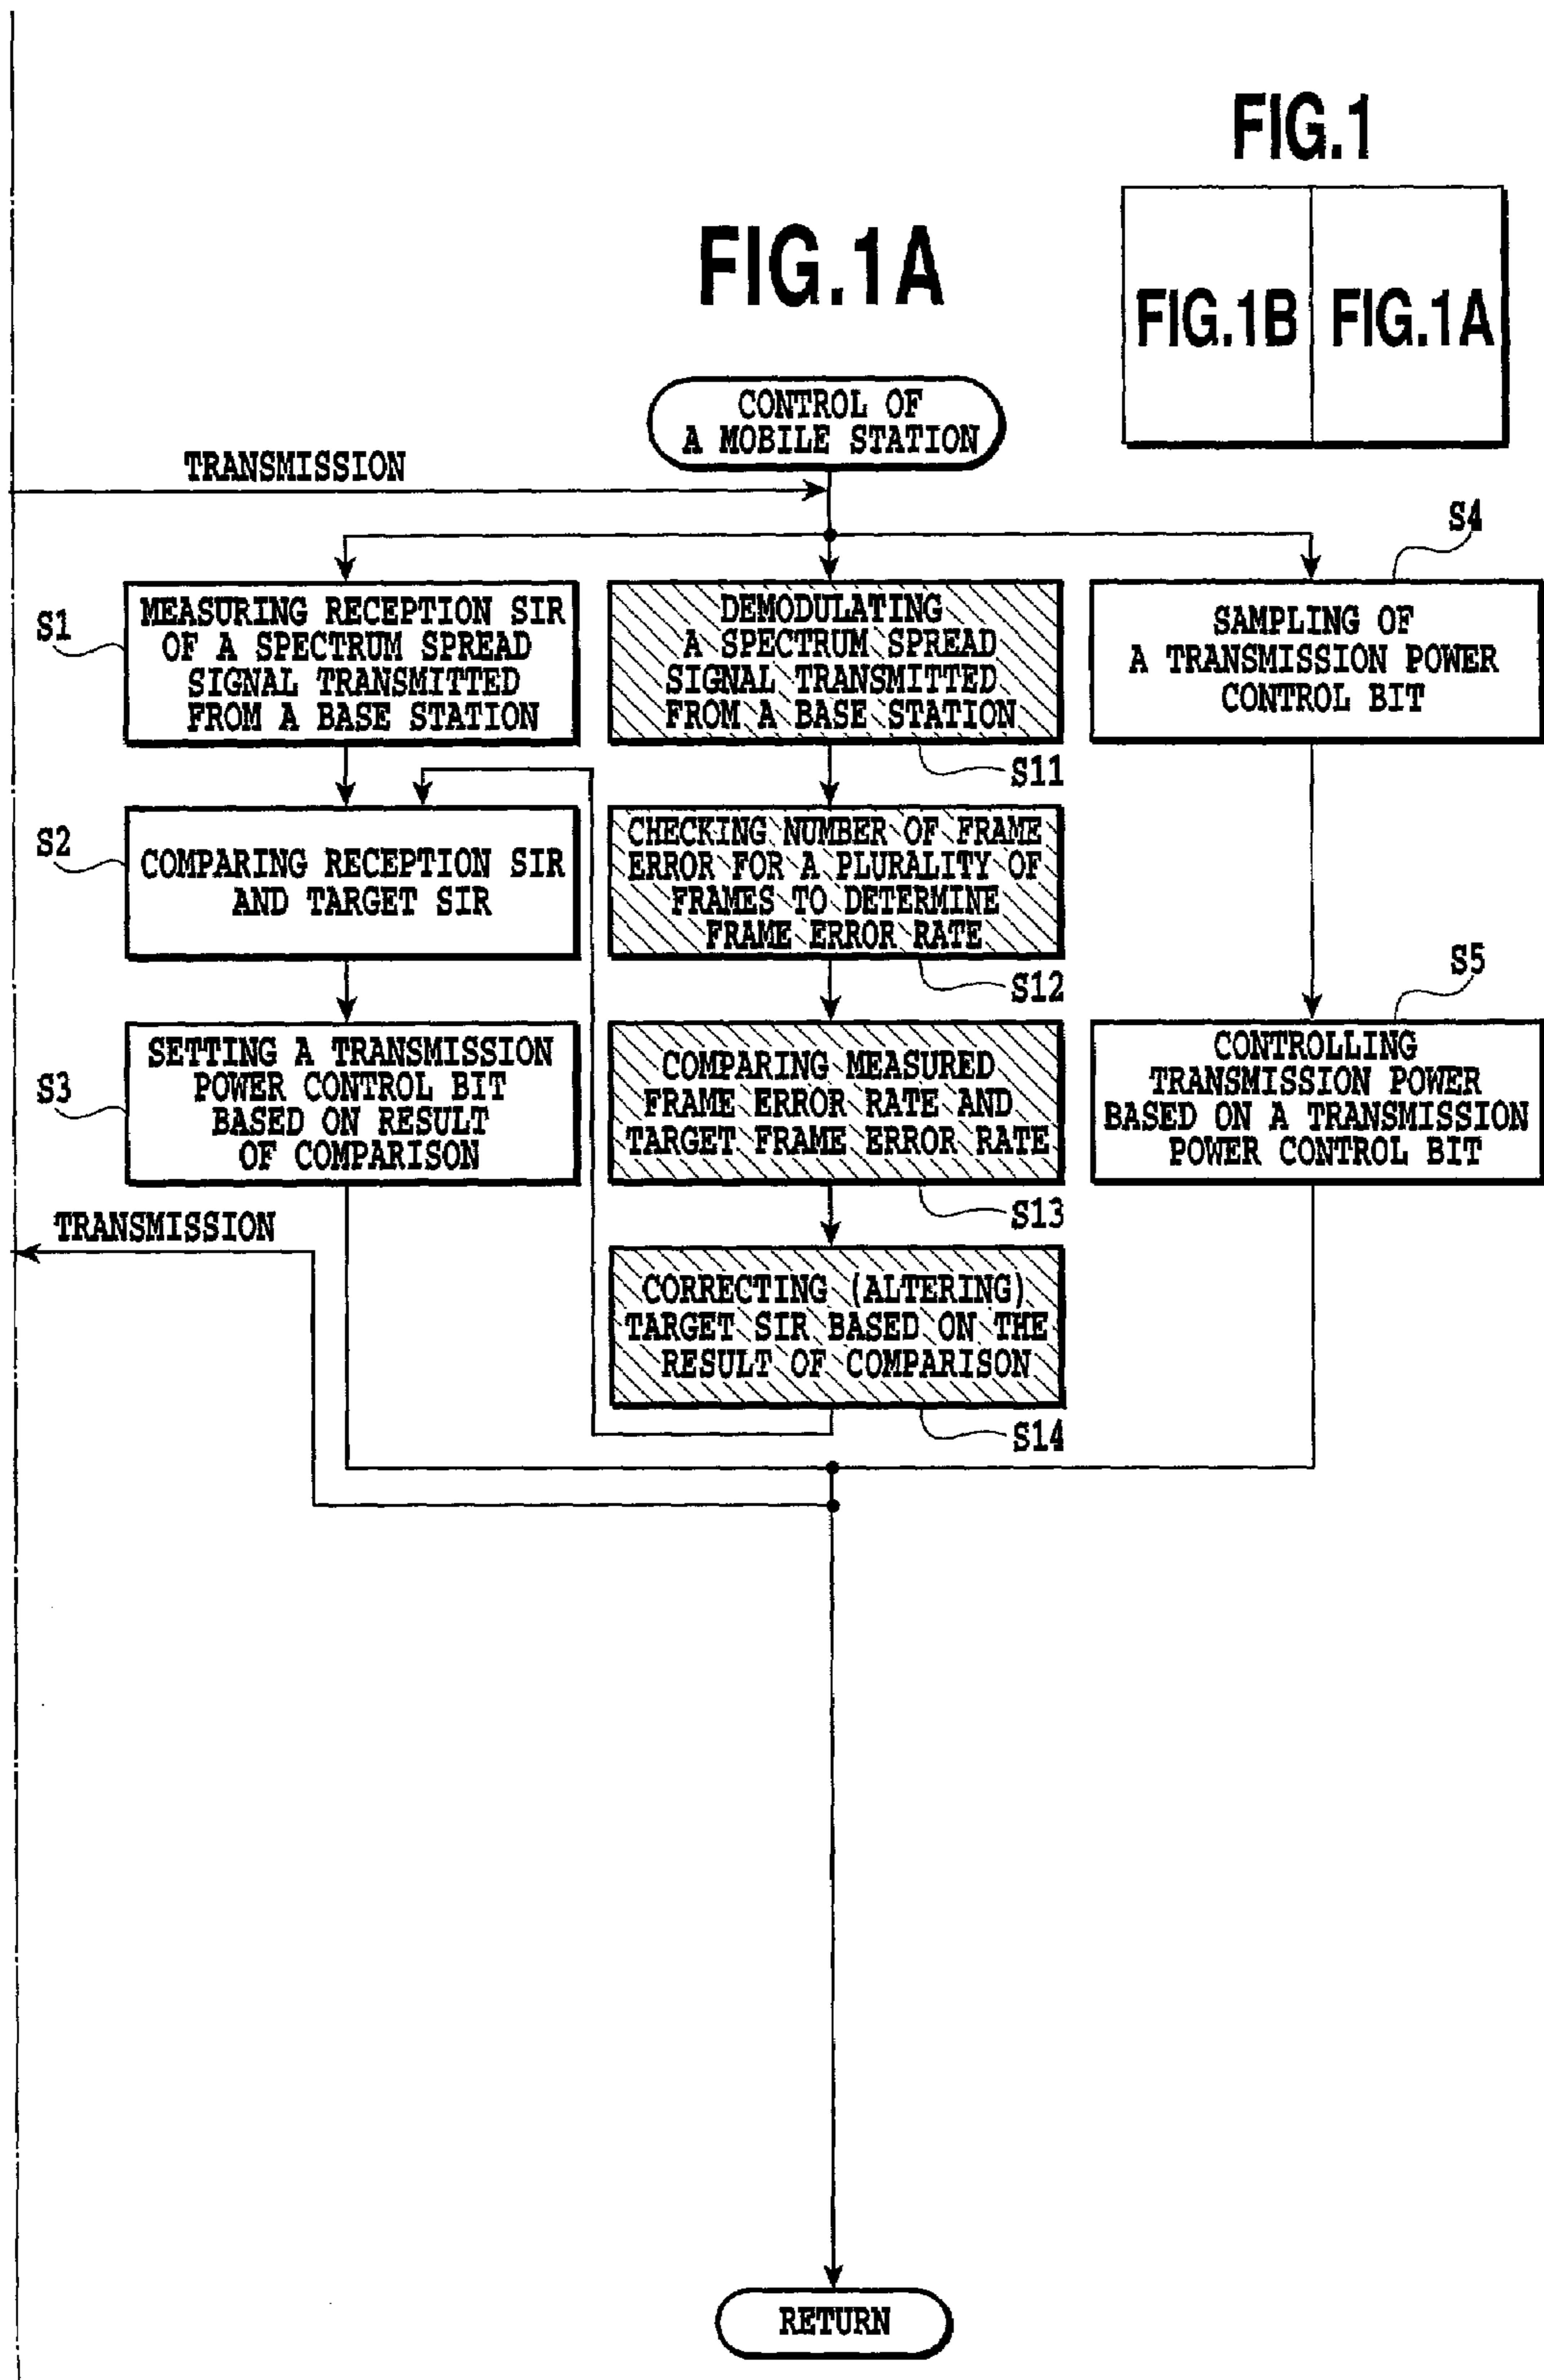 FIG.1
FIG.1A
FIG.1B
FIG.1A
CONTROL OF
A MOBILE STATION
TRANSMISSION
S4
S1
MEASURING RECEPTION SIR
OF A SPECTRUM SPREAD
SIGNAL TRANSMITTED
FROM A BASE STATION
DEMODULATING
A SPECTRUM SPREAD
SIGNAL TRANSMITTED
FROM A BASE STATION
SAMPLING OF
A TRANSMISSION POWER
CONTROL BIT
S11
S2
COMPARING RECEPTION SIR
AND TARGET SIR
CHECKING NUMBER OF FRAME
ERROR FOR A PLURALITY OF
FRAMES TO DETERMINE
FRAME ERROR RATE
S12
S5
S3
SETTING A TRANSMISSION
POWER CONTROL BIT
BASED ON RESULT
OF COMPARISON
COMPARING MEASURED
FRAME ERROR RATE AND
TARGET FRAME ERROR RATE
CONTROLLING
TRANSMISSION POWER
BASED ON A TRANSMISSION
POWER CONTROL BIT
S13
TRANSMISSION
CORRECTING (ALTERING)
TARGET SIR BASED ON THE
RESULT OF COMPARISON
S14
RETURN